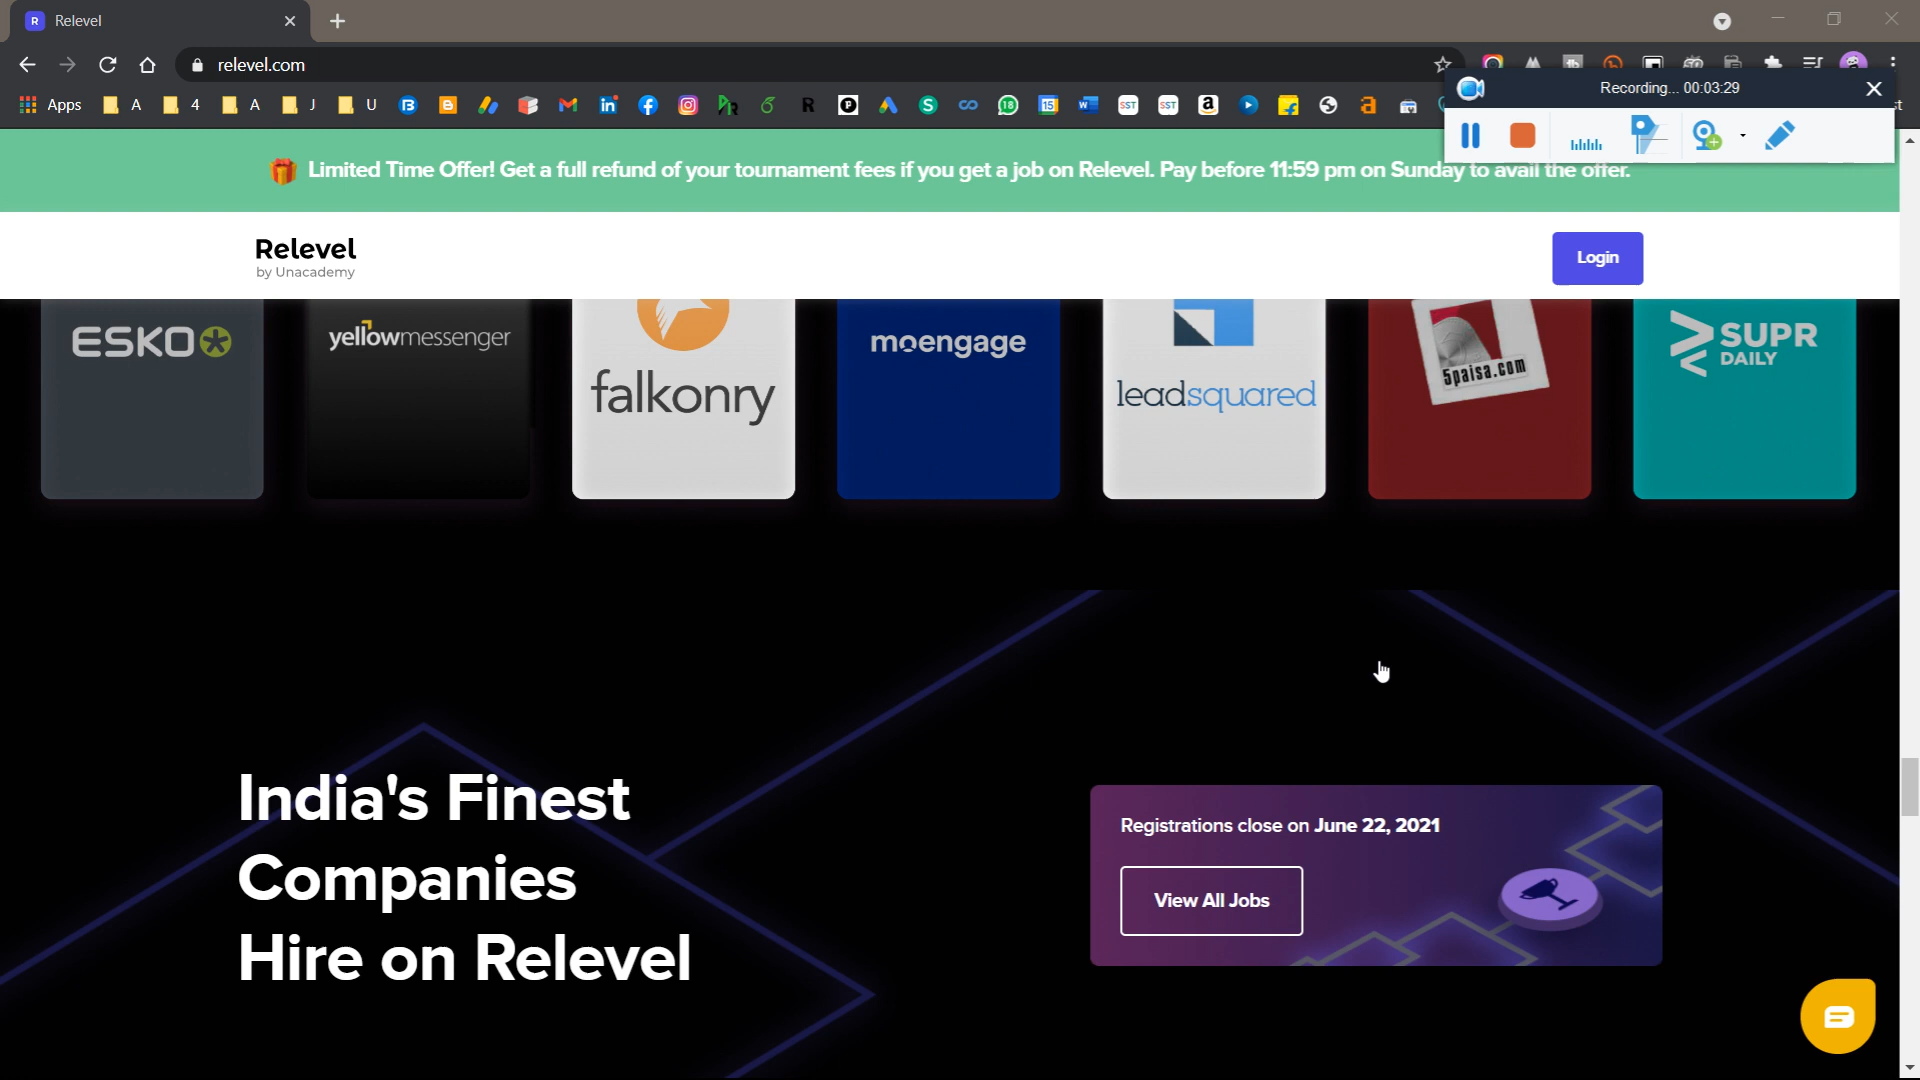 Relevel
relevel.com
Recording... 00:03:29
Apps A 4 A J U
Limited Time Offer! Get a full refund of your tournament fees if you get a job on Relevel. Pay before 11:59 pm on Sunday to avail the offer.
Relevel
by Unacademy
Login
ESKO
yellowmessenger
falkonry
moengage
leadsquared
5paisa.com
SUPR
DAILY
India's Finest
Companies
Hire on Relevel
Registrations close on June 22, 2021
View All Jobs